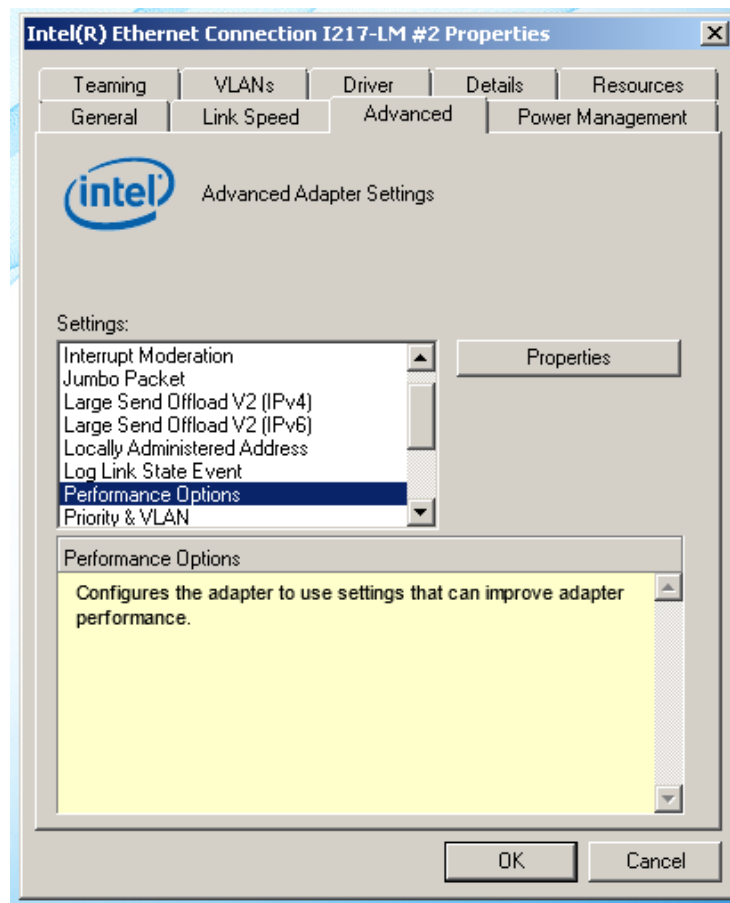 Intel(R) Ethernet Connection I217-LM #2 Properties
Teaming VLANs Driver Details Resources
General Link Speed Advanced Power Management
intel Advanced Adapter Settings
Settings:
Interrupt Moderation
Jumbo Packet
Large Send Offload V2 (IPv4)
Large Send Offload V2 (IPv6)
Locally Administered Address
Log Link State Event
Performance Options
Priority & VLAN
Properties
Performance Options
Configures the adapter to use settings that can improve adapter
performance.
OK Cancel